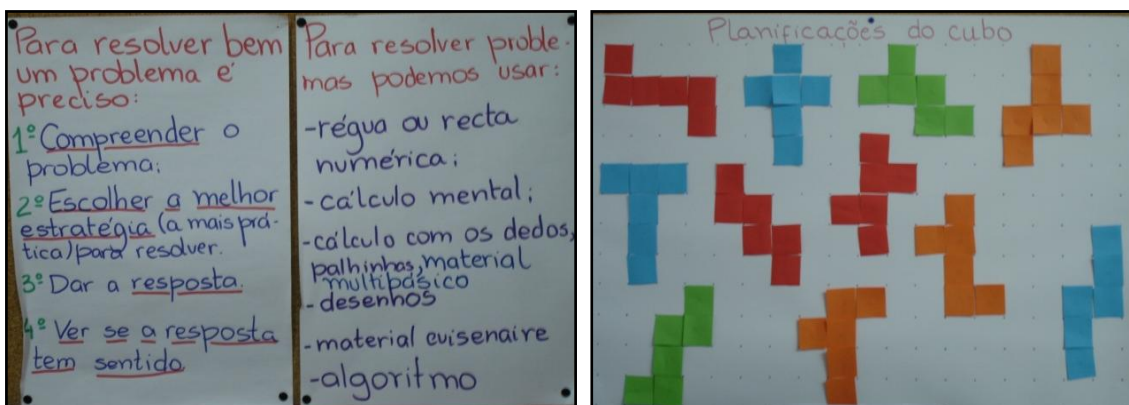 Para resolver bem
um problema é
preciso:
1º Compreender o
problema;
2º Escolher a melhor
estratégia (a mais prá-
tica) para resolver.
3º Dar a resposta.
4º Ver se a resposta
tem sentido
Para resolver proble-
mas podemos usar:
-régua ou recta
numérica;
-cálculo mental;
-cálculo com os dedos,
palhinhas, material
multibásico
-desenhos
-material cuisenaire
-algoritmo
Planificações do cubo